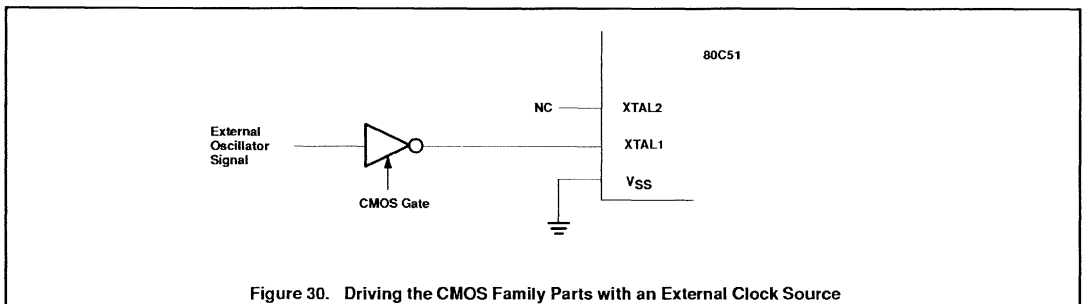 80C51
NC
XTAL2
External
Oscillator
Signal
XTAL1
VSS
CMOS Gate
Figure 30. Driving the CMOS Family Parts with an External Clock Source